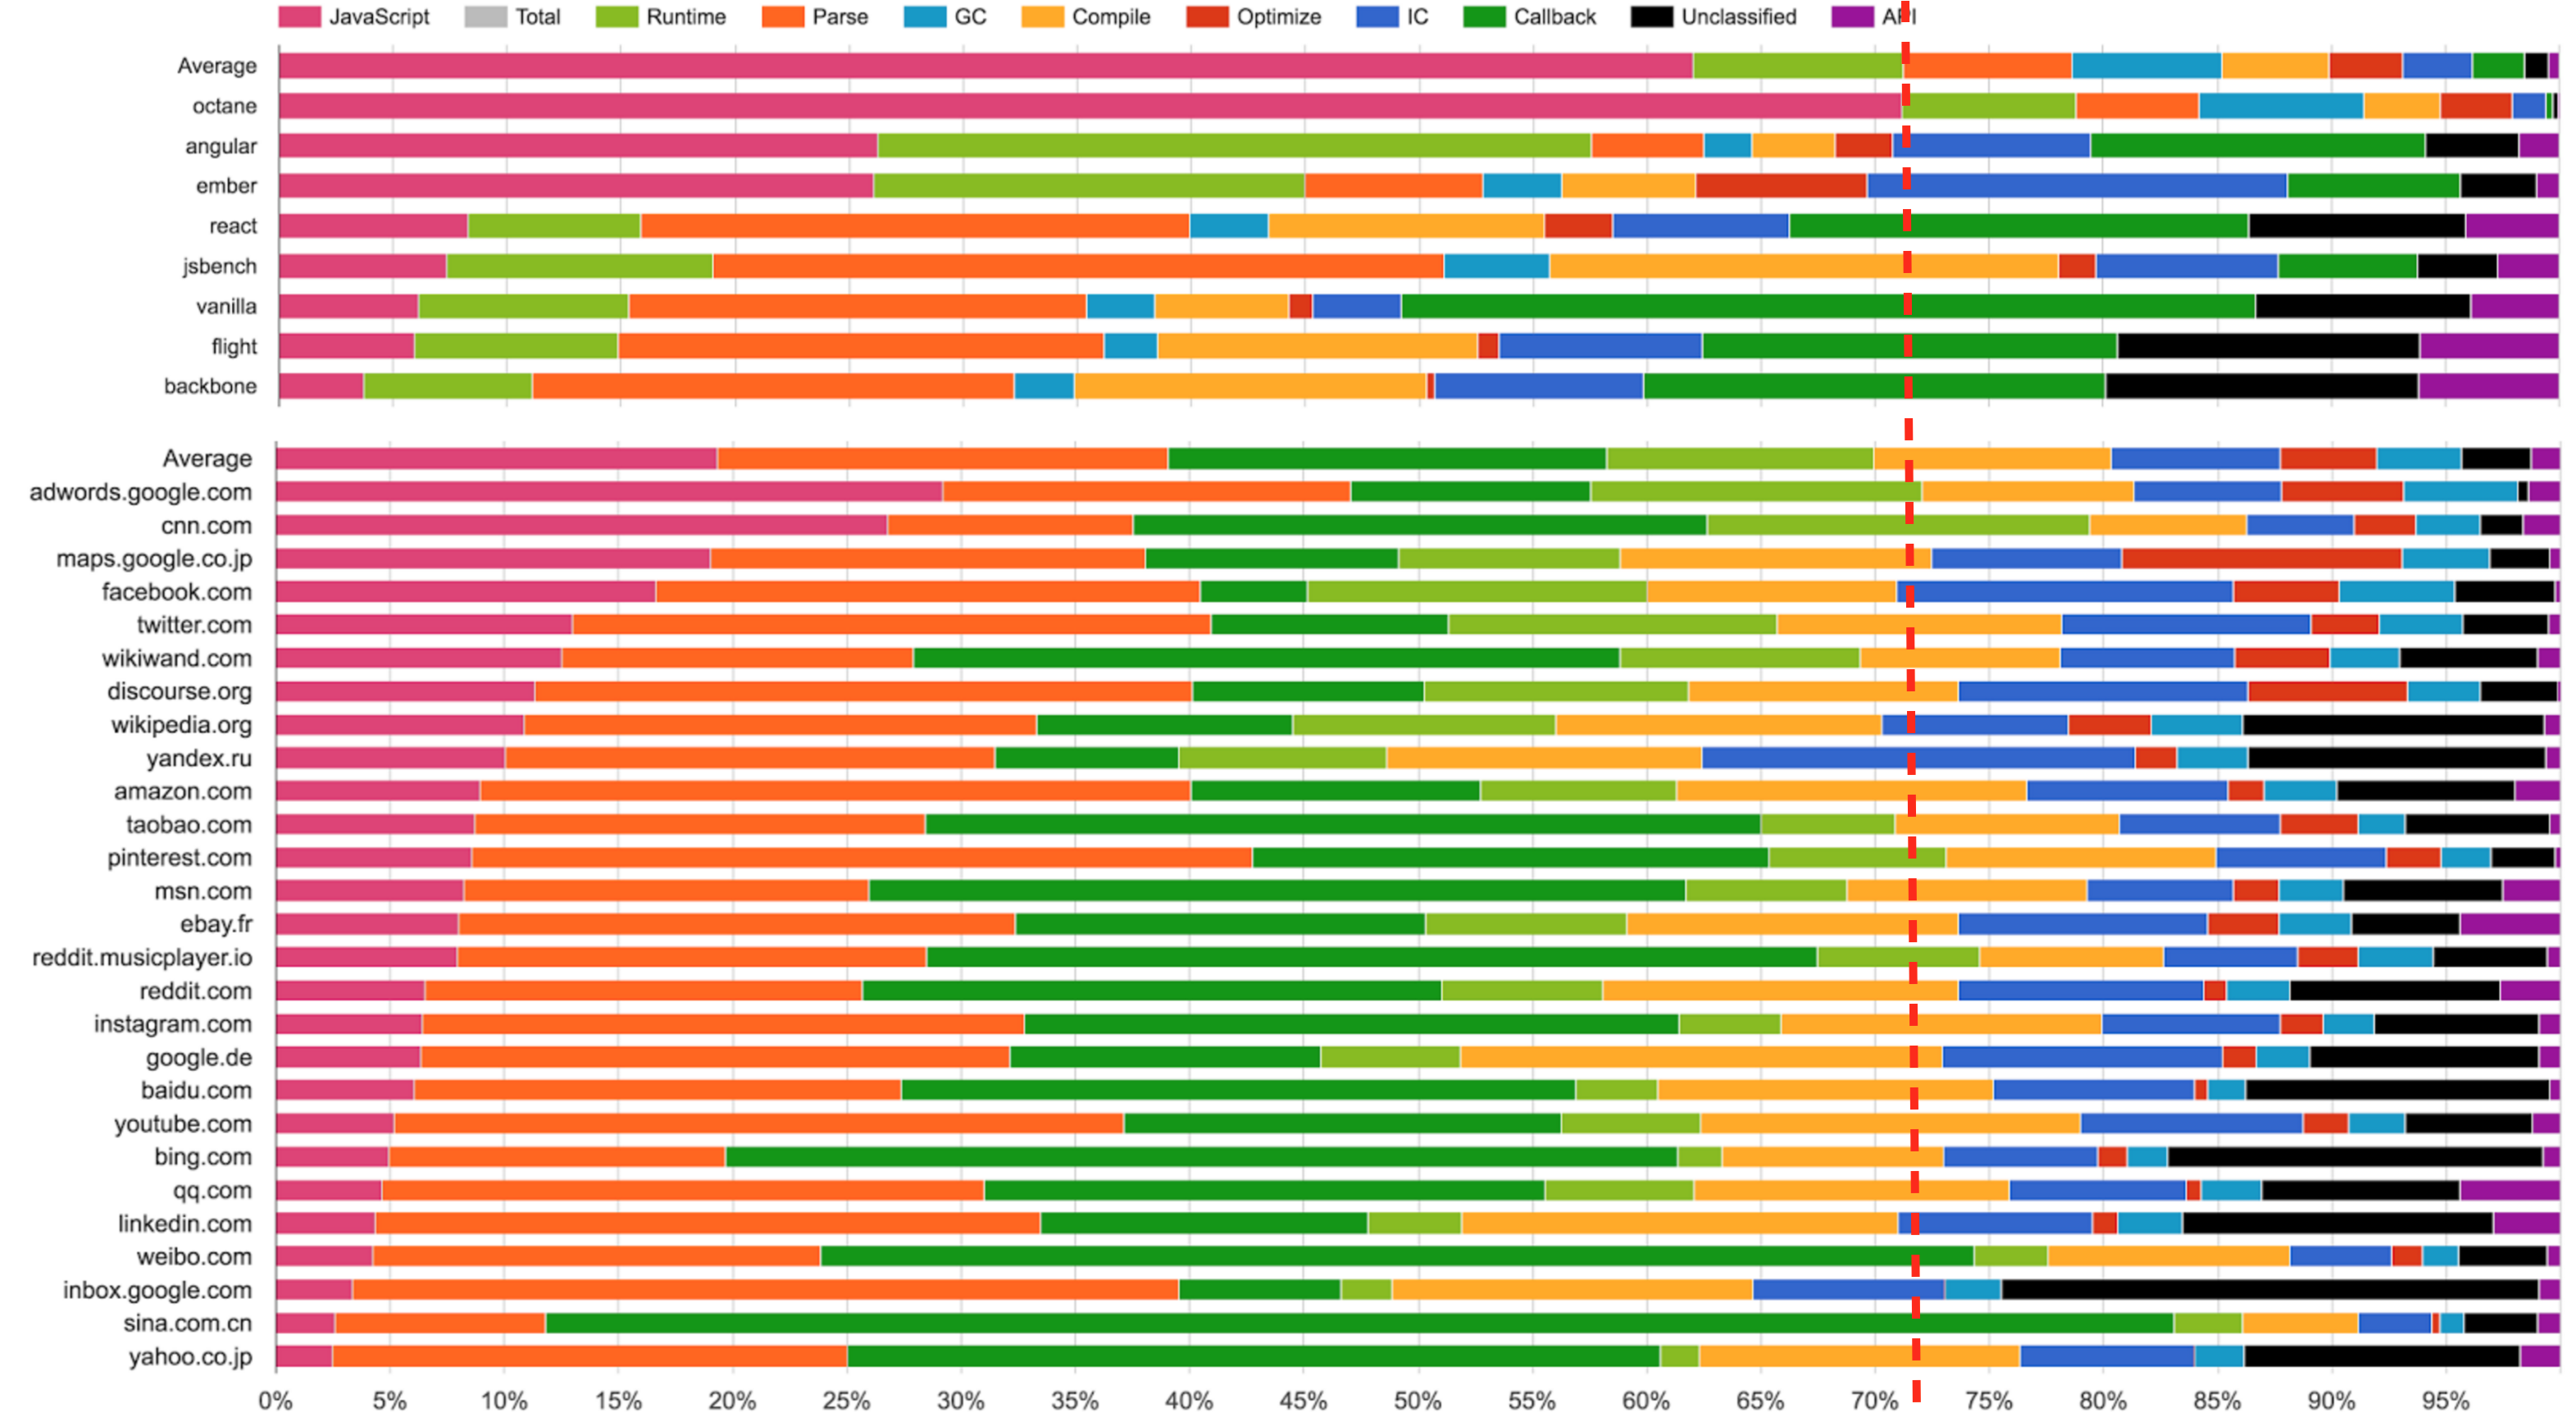 JavaScript Total Runtime Parse GC Compile Optimize IC Callback Unclassified API
Average
octane
angular
ember
react
jsbench
vanilla
flight
backbone
Average
adwords.google.com
cnn.com
maps.google.co.jp
facebook.com
twitter.com
wikiwand.com
discourse.org
wikipedia.org
yandex.ru
amazon.com
taobao.com
pinterest.com
msn.com
ebay.fr
reddit.musicplayer.io
reddit.com
instagram.com
google.de
baidu.com
youtube.com
bing.com
qq.com
linkedin.com
weibo.com
inbox.google.com
sina.com.cn
yahoo.co.jp
0% 5% 10% 15% 20% 25% 30% 35% 40% 45% 50% 55% 60% 65% 70% 75% 80% 85% 90% 95%